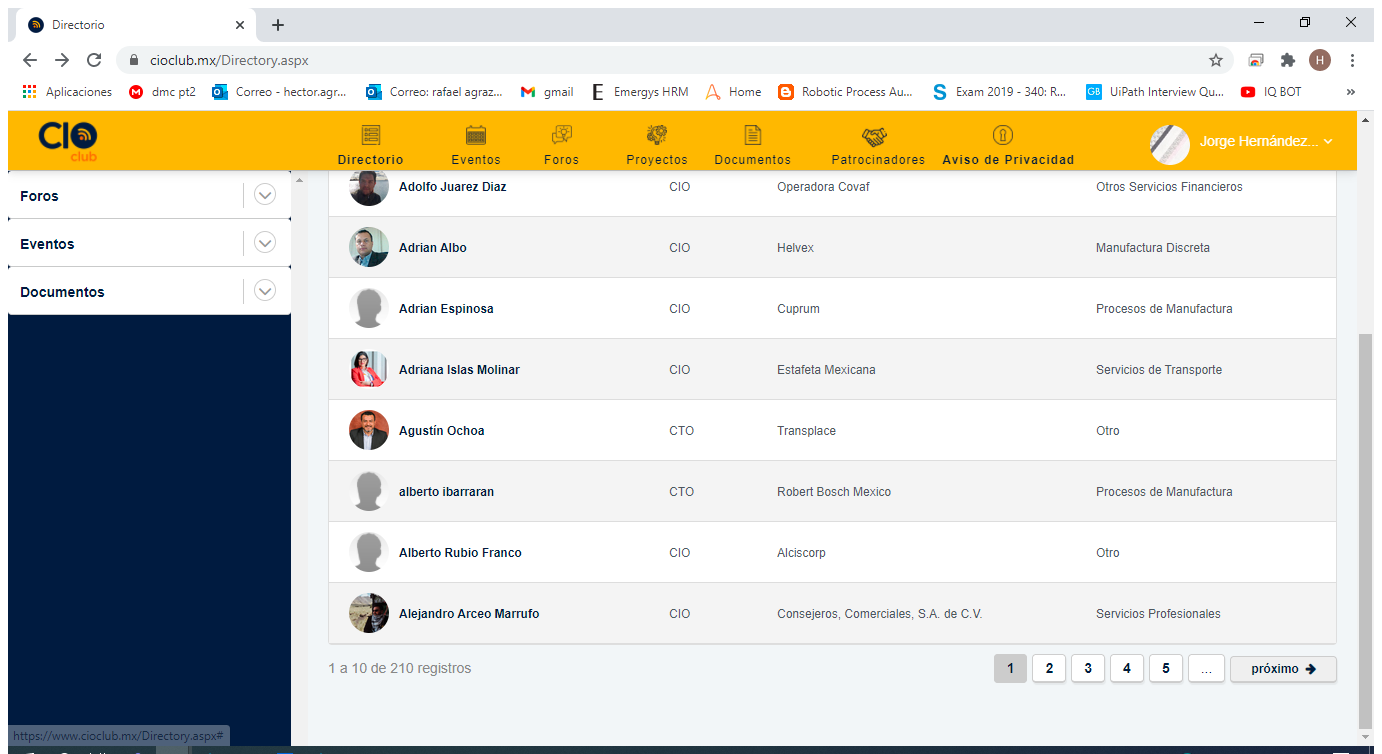 Directorio
cioclub.mx/Directory.aspx
H
Aplicaciones dmc pt2 Correo - hector.agr... Correo: rafael agraz... gmail Emergys HRM Home Robotic Process Au... Exam 2019 - 340: R... UiPath Interview Qu... IQ BOT »
CIO club
Directorio Eventos Foros Proyectos Documentos Patrocinadores Aviso de Privacidad Jorge Hernández...
Foros
Eventos
Documentos
Adolfo Juarez Diaz CIO Operadora Covaf Otros Servicios Financieros
Adrian Albo CIO Helvex Manufactura Discreta
Adrian Espinosa CIO Cuprum Procesos de Manufactura
Adriana Islas Molinar CIO Estafeta Mexicana Servicios de Transporte
Agustín Ochoa CTO Transplace Otro
alberto ibarraran CTO Robert Bosch Mexico Procesos de Manufactura
Alberto Rubio Franco CIO Alciscorp Otro
Alejandro Arceo Marrufo CIO Consejeros, Comerciales, S.A. de C.V. Servicios Profesionales
1 a 10 de 210 registros 1 2 3 4 5 ... próximo
https://www.cioclub.mx/Directory.aspx#